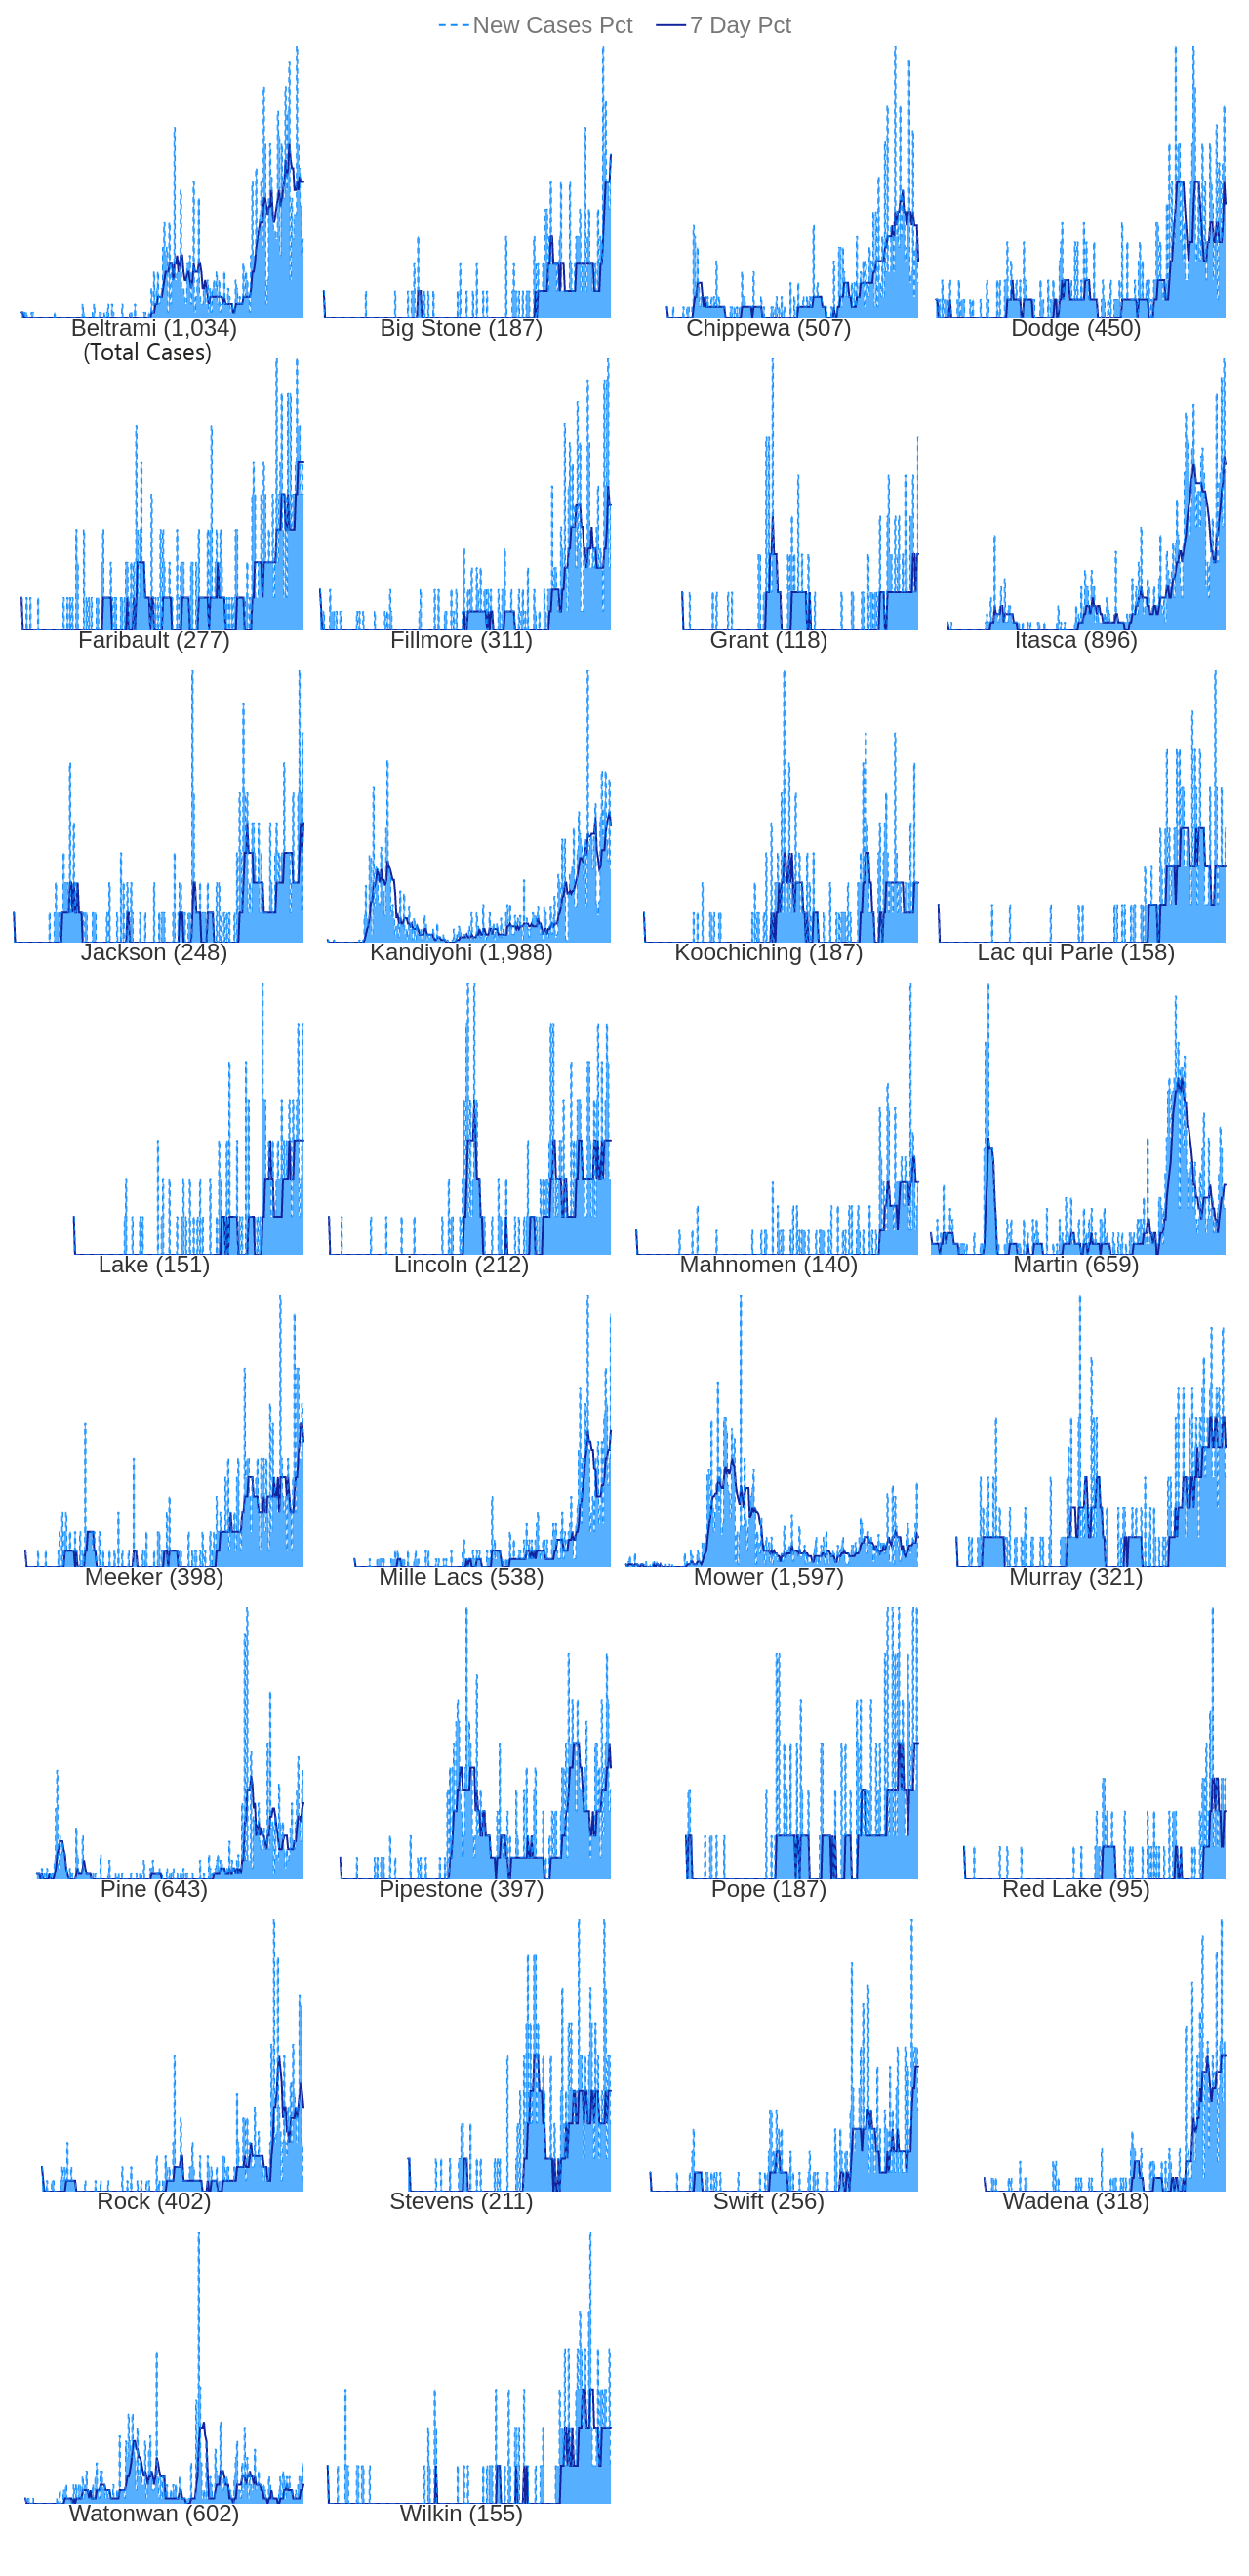 New Cases Pct 7 Day Pct
Beltrami (1,034)
(Total Cases)
Big Stone (187)
Chippewa (507)
Dodge (450)
Faribault (277)
Fillmore (311)
Grant (118)
Itasca (896)
Jackson (248)
Kandiyohi (1,988)
Koochiching (187)
Lac qui Parle (158)
Lake (151)
Lincoln (212)
Mahnomen (140)
Martin (659)
Meeker (398)
Mille Lacs (538)
Mower (1,597)
Murray (321)
Pine (643)
Pipestone (397)
Pope (187)
Red Lake (95)
Rock (402)
Stevens (211)
Swift (256)
Wadena (318)
Watonwan (602)
Wilkin (155)